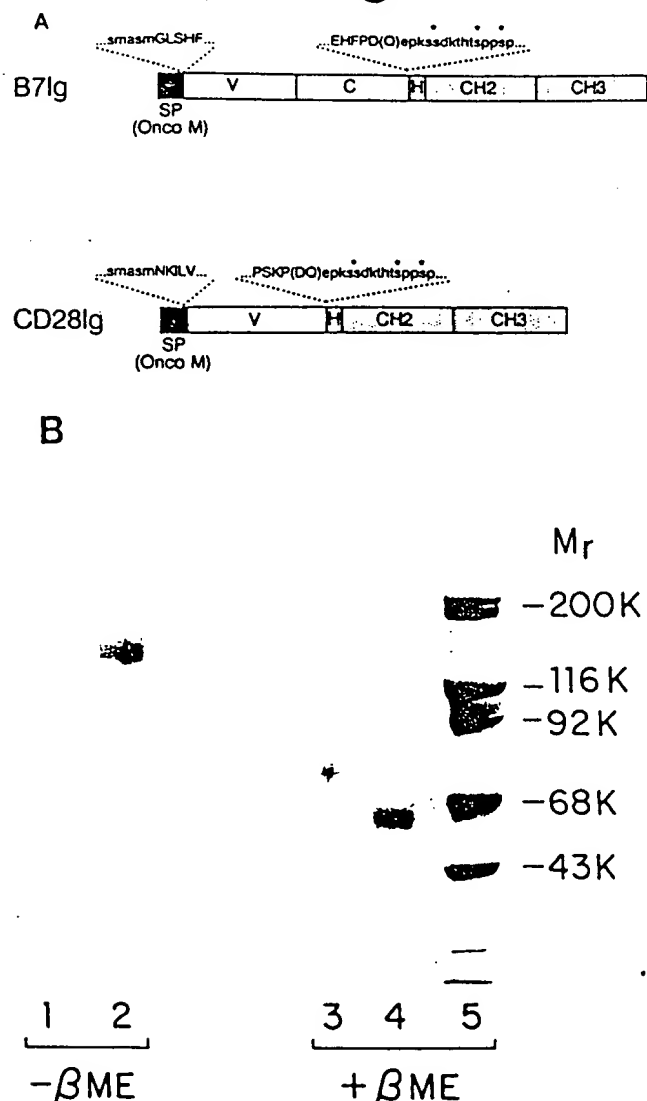 A
...smasmGLSHF...
...EHFPD(Q)epkssdkthtsppsp...
B7Ig
V C H CH2 CH3
SP
(Onco M)
...smasmNKILV...
...PSKP(DQ)epkssdkthtsppsp...
CD28Ig
V H CH2 CH3
SP
(Onco M)
B
Mr
-200K
-116K
-92K
-68K
-43K
1 2 3 4 5
-βME +βME